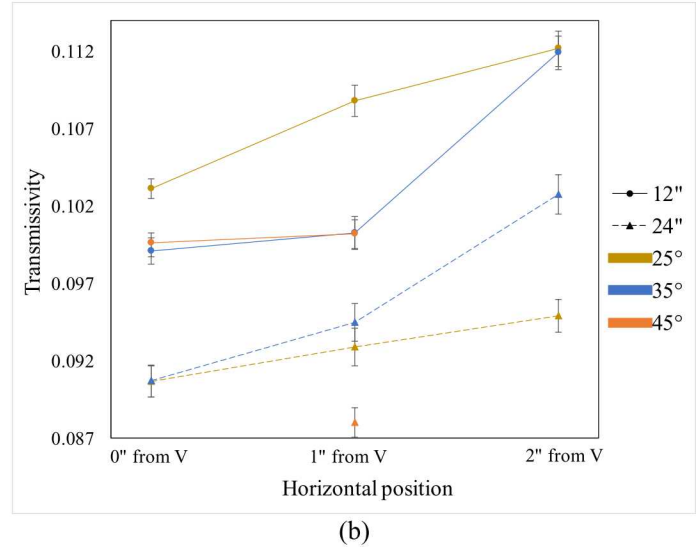 0.112
0.107
0.102
0.097
0.092
0.087
Transmissivity
0" from V
1" from V
2" from V
Horizontal position
12"
24"
25°
35°
45°
(b)